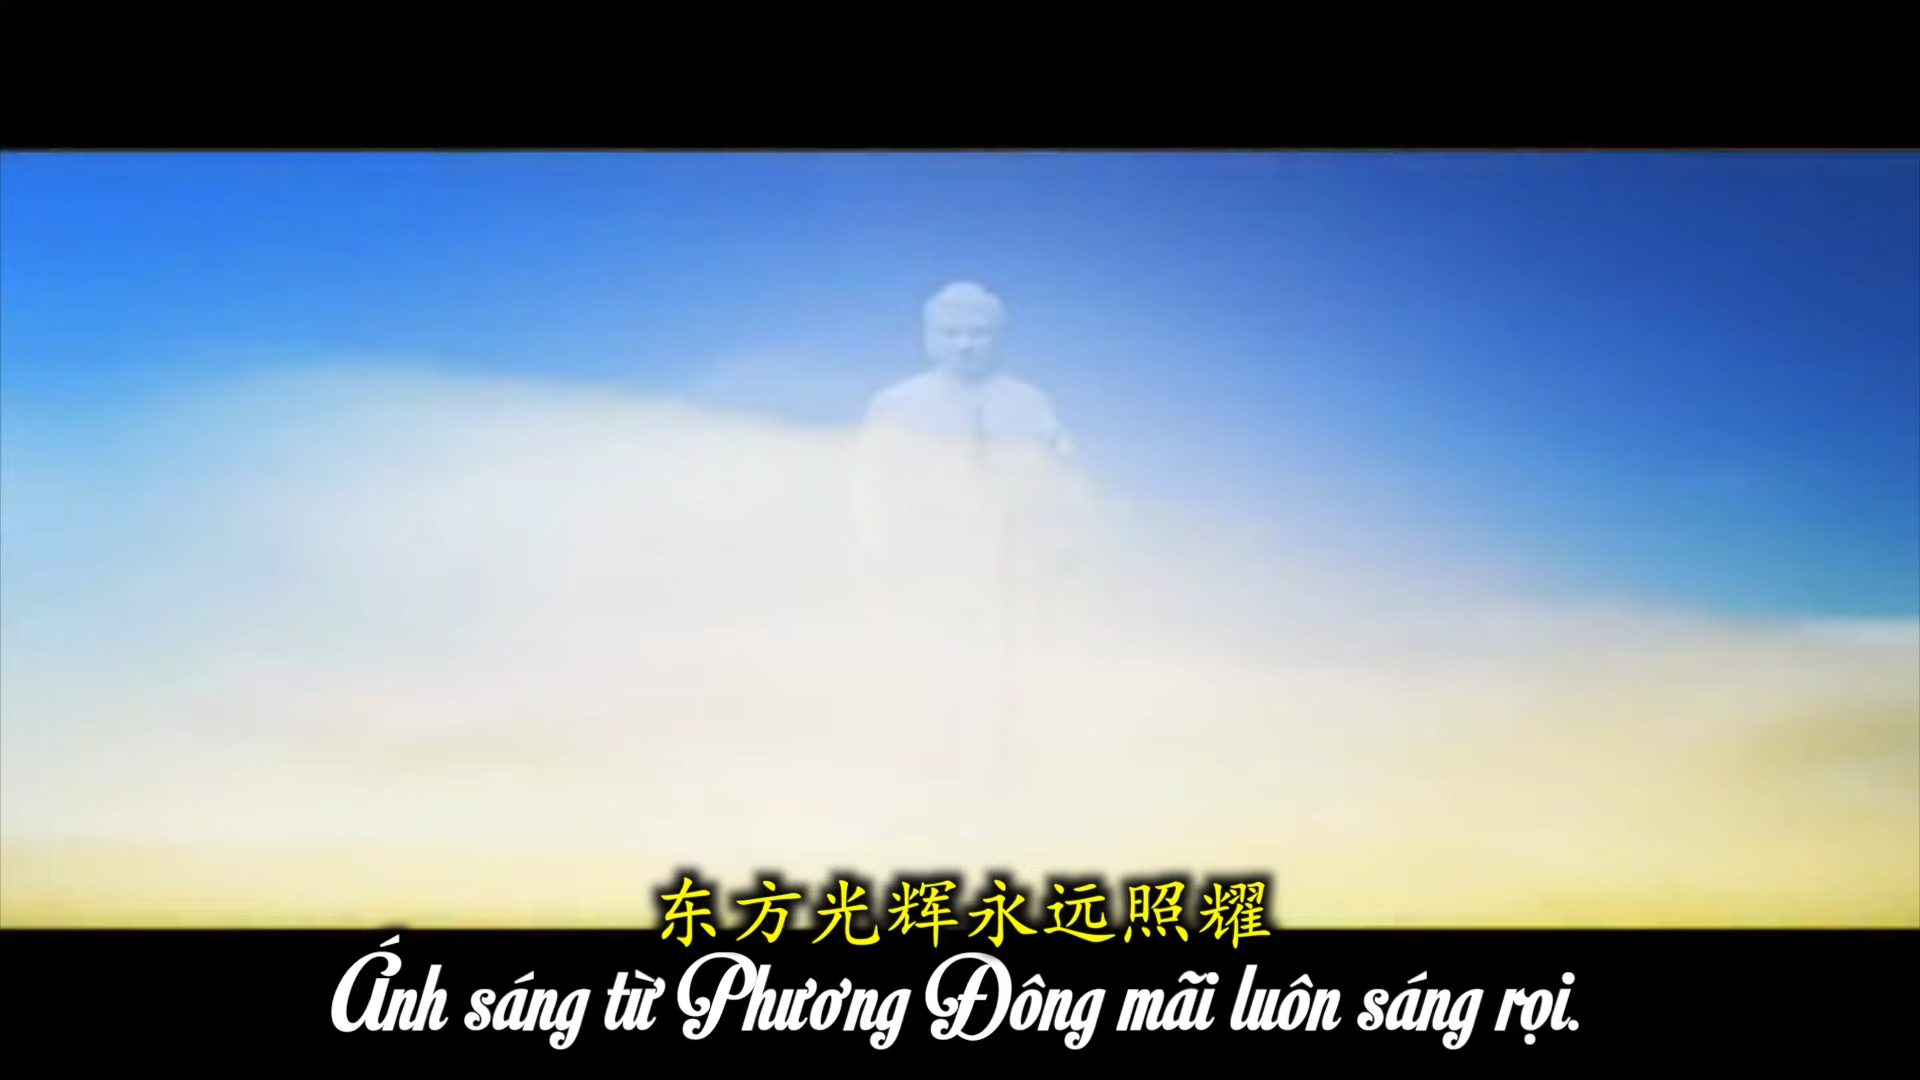 东方光辉永远照耀
Ánh sáng từ Phương Đông mãi luôn sáng rọi.